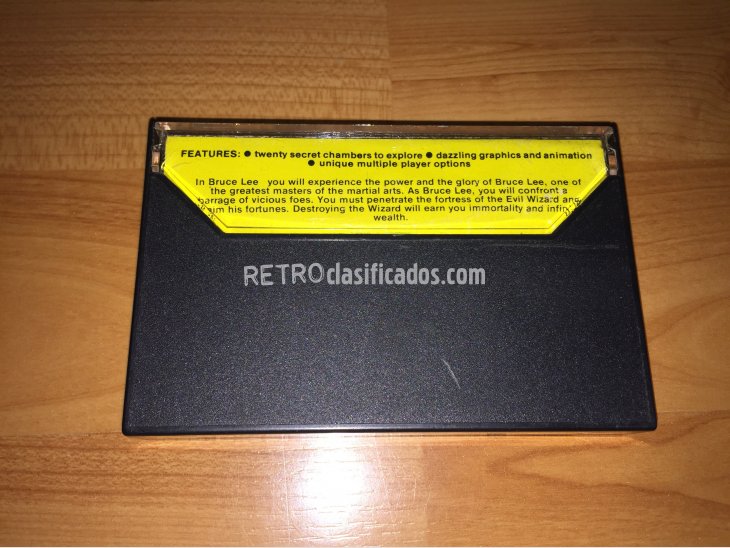 FEATURES: ● twenty secret chambers to explore ● dazzling graphics and animation
● unique multiple player options
In Bruce Lee you will experience the power and the glory of Bruce Lee, one of
the greatest masters of the martial arts. As Bruce Lee, you will confront a
barrage of vicious foes. You must penetrate the fortress of the Evil Wizard and
his fortunes. Destroying the Wizard will earn you immortality and
wealth.
RETROclasificados.com